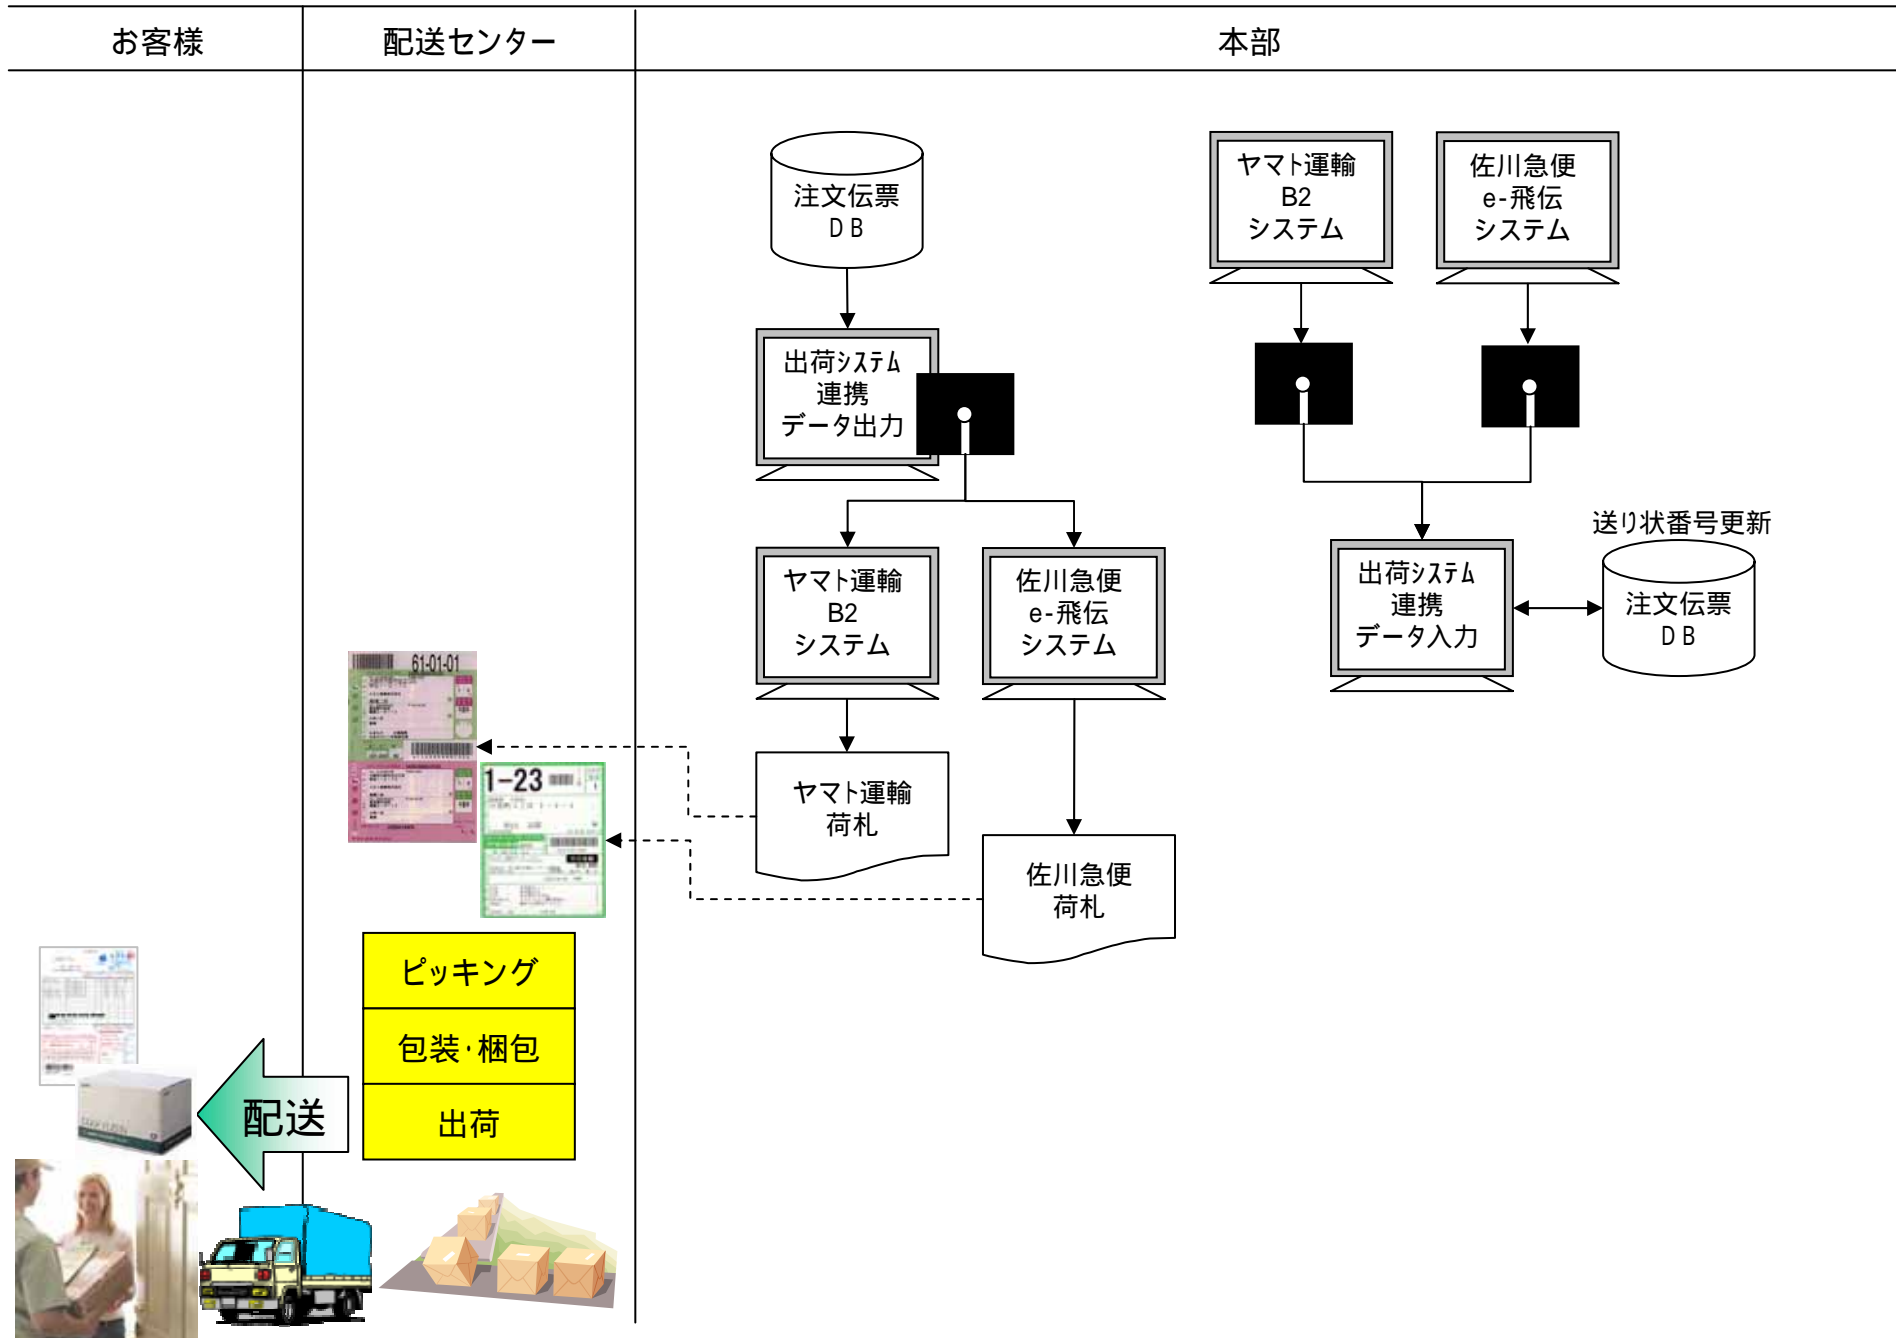 お客様
配送センター
本部
注文伝票
DB
出荷システム
連携
データ出力
ヤマト運輸
B2
システム
佐川急便
e-飛伝
システム
ヤマト運輸
荷札
佐川急便
荷札
ヤマト運輸
B2
システム
佐川急便
e-飛伝
システム
出荷システム
連携
データ入力
送り状番号更新
注文伝票
DB
61-01-01
1-23
ピッキング
包装・梱包
出荷
配送